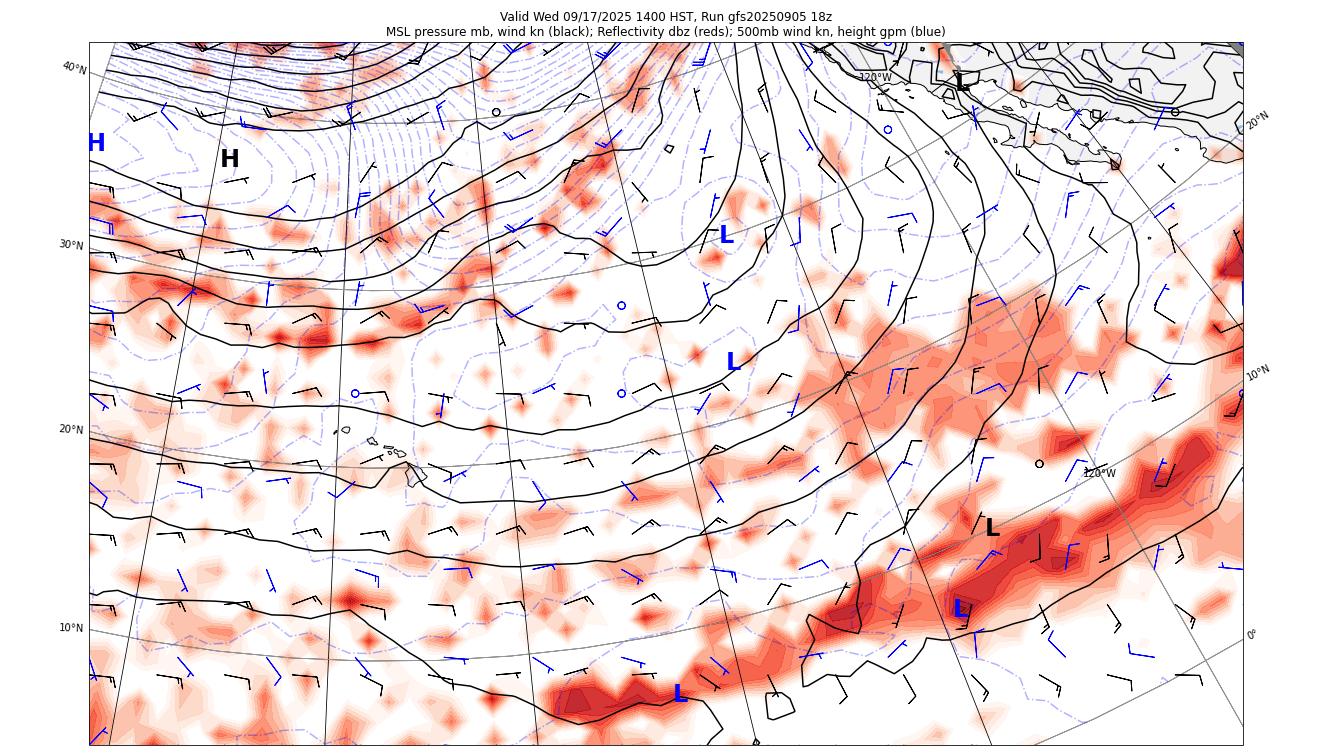 Valid Wed 09/17/2025 1400 HST, Run gfs20250905 18z
MSL pressure mb, wind kn (black); Reflectivity dbz (reds); 500mb wind kn, height gpm (blue)
40°N
120°W
L
20°N
H
H
30°N
L
L
10°N
20°N
120°W
L
L
10°N
0°
L